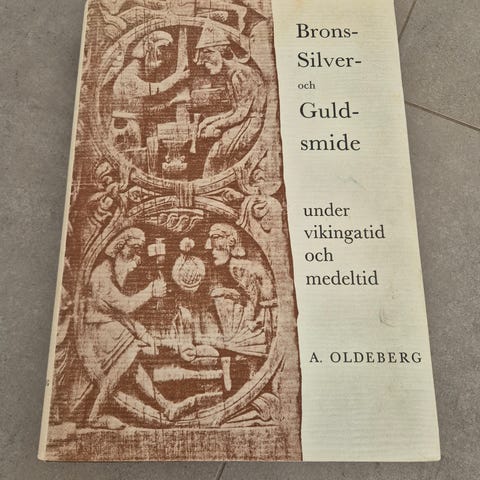 Brons-
Silver-
och
Guld-
smide
under
vikingatid
och
medeltid
A. OLDEBERG